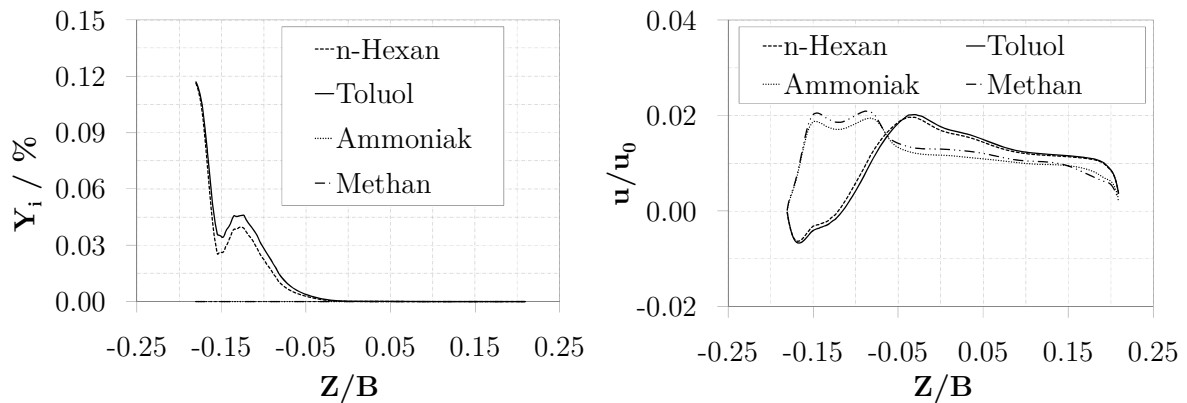 0.15
0.12
0.09
0.06
0.03
0.00
Y_i / %
n-Hexan
Toluol
Ammoniak
Methan
-0.25 -0.15 -0.05 0.05 0.15 0.25
Z/B
0.04
0.02
0.00
-0.02
u/u_0
n-Hexan Toluol
Ammoniak Methan
-0.25 -0.15 -0.05 0.05 0.15 0.25
Z/B